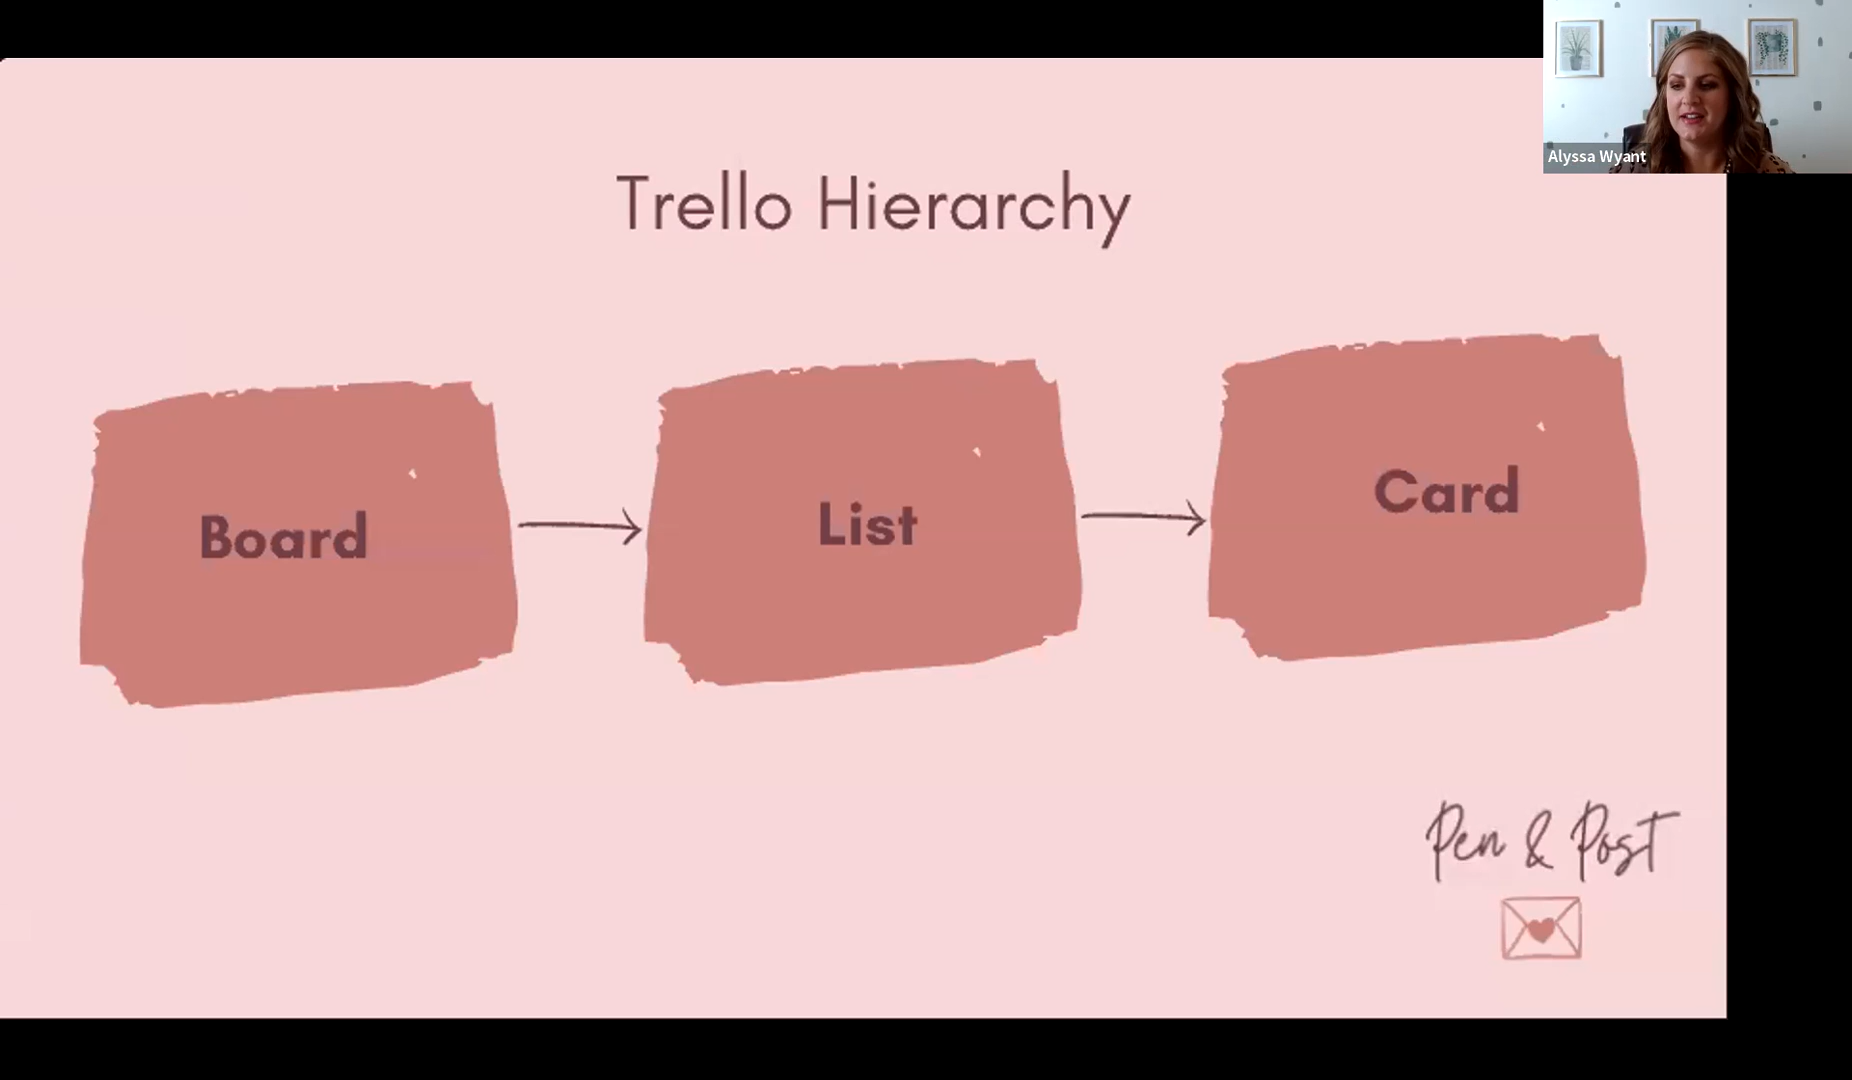 Alyssa Wyant
Trello Hierarchy
Board
List
Card
Pen & Post